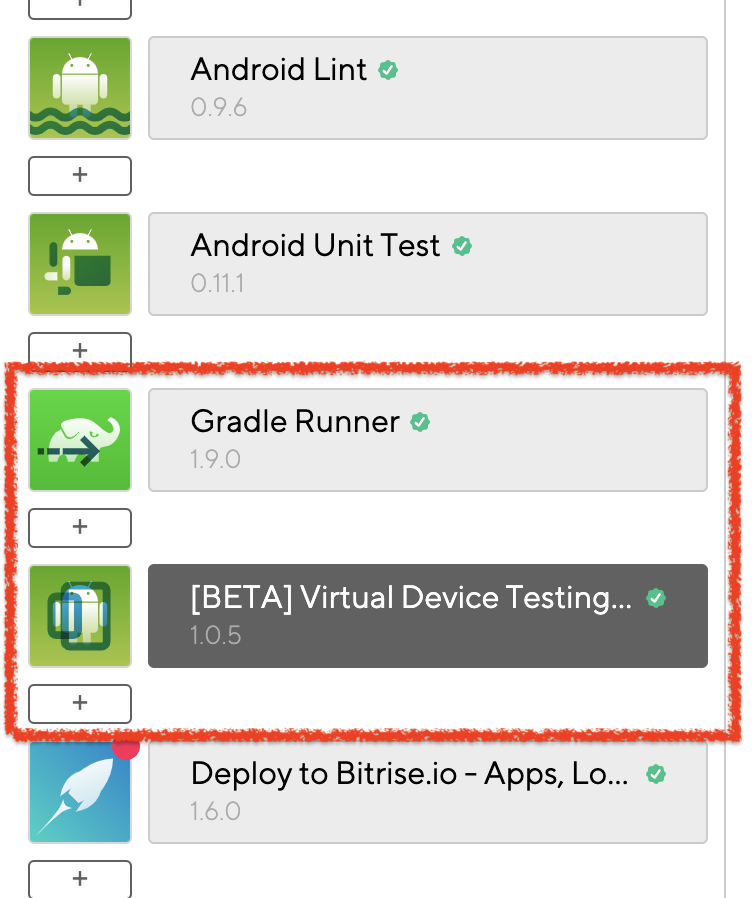 +
Android Lint
0.9.6
+
Android Unit Test
0.11.1
+
Gradle Runner
1.9.0
+
[BETA] Virtual Device Testing...
1.0.5
+
Deploy to Bitrise.io - Apps, Lo...
1.6.0
+